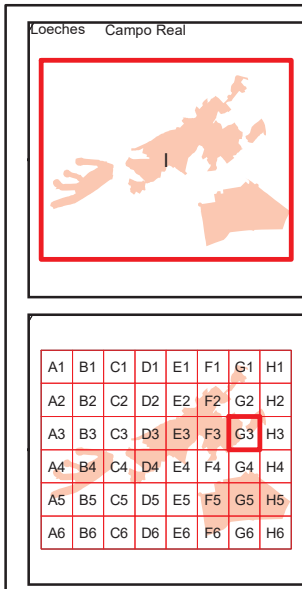 Loeches Campo Real
A1 B1 C1 D1 E1 F1 G1 H1
A2 B2 C2 D2 E2 F2 G2 H2
A3 B3 C3 D3 E3 F3 G3 H3
A4 B4 C4 D4 E4 F4 G4 H4
A5 B5 C5 D5 E5 F5 G5 H5
A6 B6 C6 D6 E6 F6 G6 H6